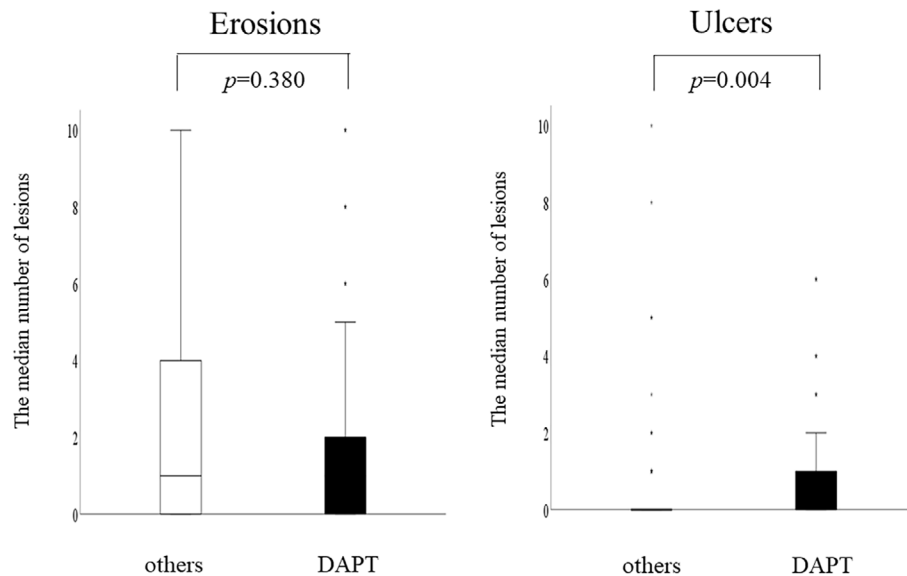 Erosions
p=0.380
The median number of lesions
10
8
6
4
2
0
others
DAPT
Ulcers
p=0.004
The median number of lesions
10
8
6
4
2
0
others
DAPT